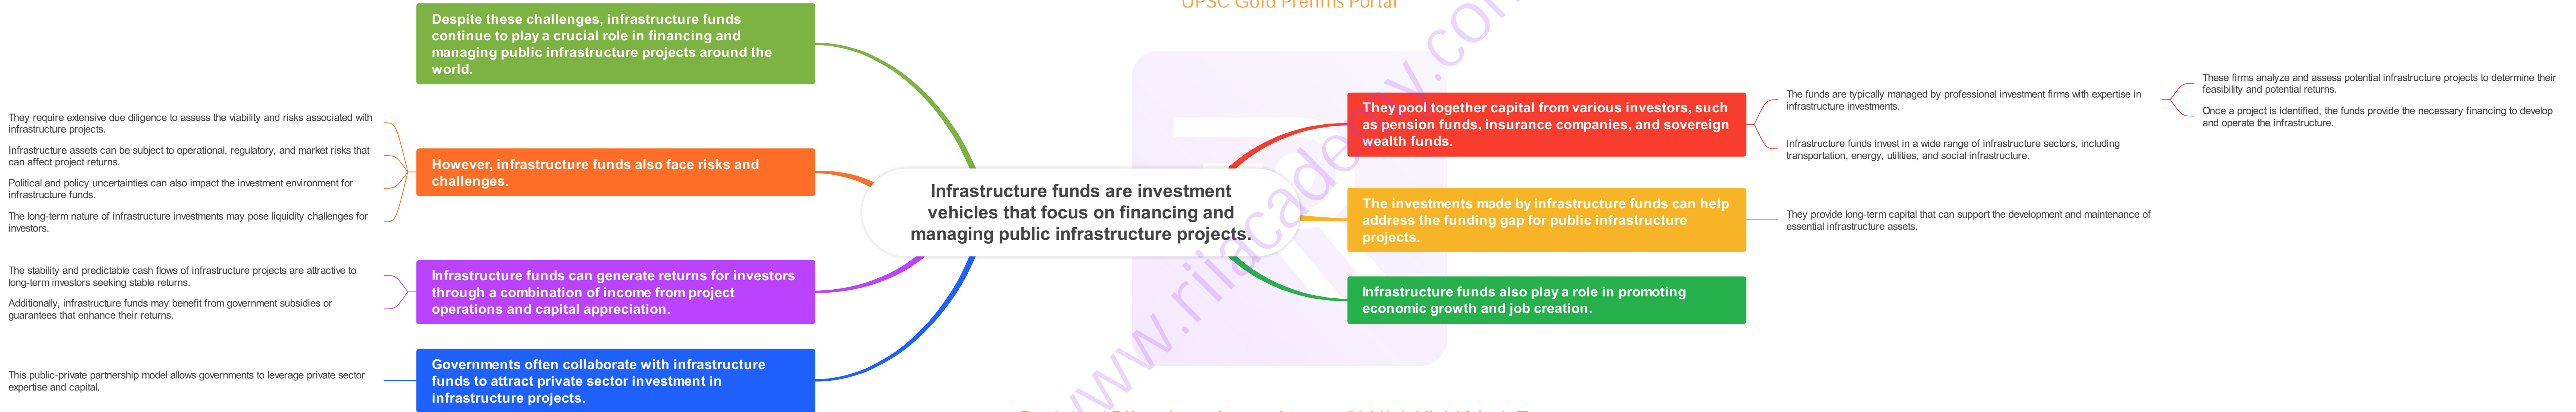 UPSC Gold Prelims Portal
Infrastructure funds are investment
vehicles that focus on financing and
managing public infrastructure projects.
They pool together capital from various investors, such
as pension funds, insurance companies, and sovereign
wealth funds.
The funds are typically managed by professional investment firms with expertise in
infrastructure investments.
These firms analyze and assess potential infrastructure projects to determine their
feasibility and potential returns.
Once a project is identified, the funds provide the necessary financing to develop
and operate the infrastructure.
Infrastructure funds invest in a wide range of infrastructure sectors, including
transportation, energy, utilities, and social infrastructure.
The investments made by infrastructure funds can help
address the funding gap for public infrastructure
projects.
They provide long-term capital that can support the development and maintenance of
essential infrastructure assets.
Infrastructure funds also play a role in promoting
economic growth and job creation.
Despite these challenges, infrastructure funds
continue to play a crucial role in financing and
managing public infrastructure projects around the
world.
However, infrastructure funds also face risks and
challenges.
They require extensive due diligence to assess the viability and risks associated with
infrastructure projects.
Infrastructure assets can be subject to operational, regulatory, and market risks that
can affect project returns.
Political and policy uncertainties can also impact the investment environment for
infrastructure funds.
The long-term nature of infrastructure investments may pose liquidity challenges for
investors.
Infrastructure funds can generate returns for investors
through a combination of income from project
operations and capital appreciation.
The stability and predictable cash flows of infrastructure projects are attractive to
long-term investors seeking stable returns.
Additionally, infrastructure funds may benefit from government subsidies or
guarantees that enhance their returns.
Governments often collaborate with infrastructure
funds to attract private sector investment in
infrastructure projects.
This public-private partnership model allows governments to leverage private sector
expertise and capital.